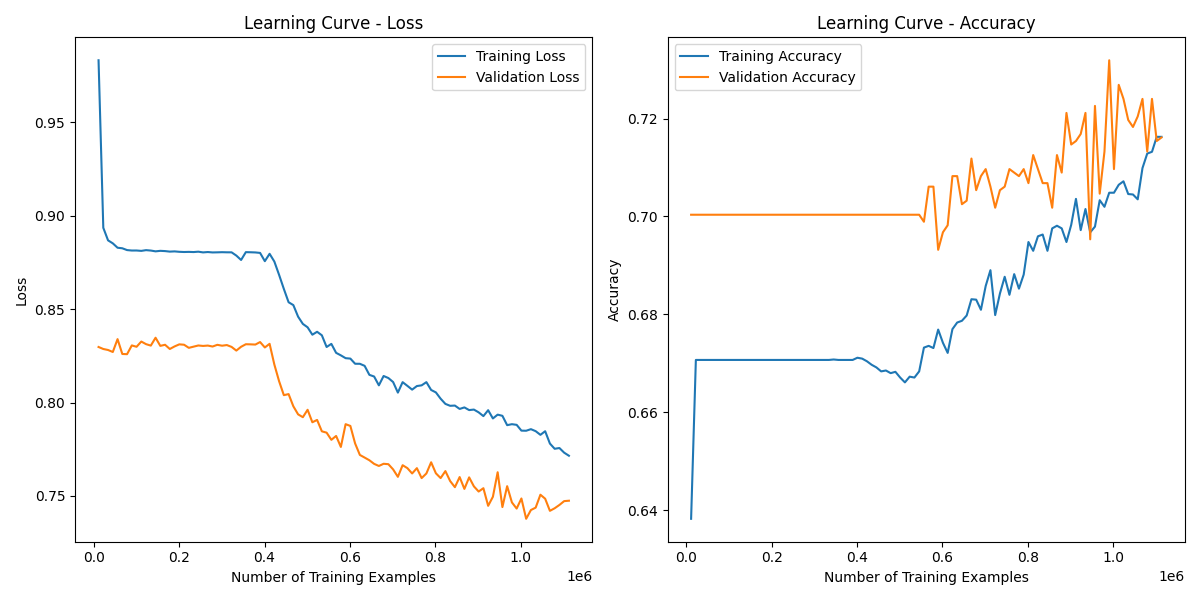 Learning Curve - Loss
Training Loss
Validation Loss
0.95
0.90
0.85
0.80
0.75
Loss
0.0 0.2 0.4 0.6 0.8 1.0
1e6
Number of Training Examples
Learning Curve - Accuracy
Training Accuracy
Validation Accuracy
0.72
0.70
0.68
0.66
0.64
Accuracy
0.0 0.2 0.4 0.6 0.8 1.0
1e6
Number of Training Examples